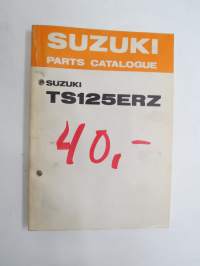 SUZUKI
PARTS CATALOGUE
SUZUKI
TS125ERZ
40,-